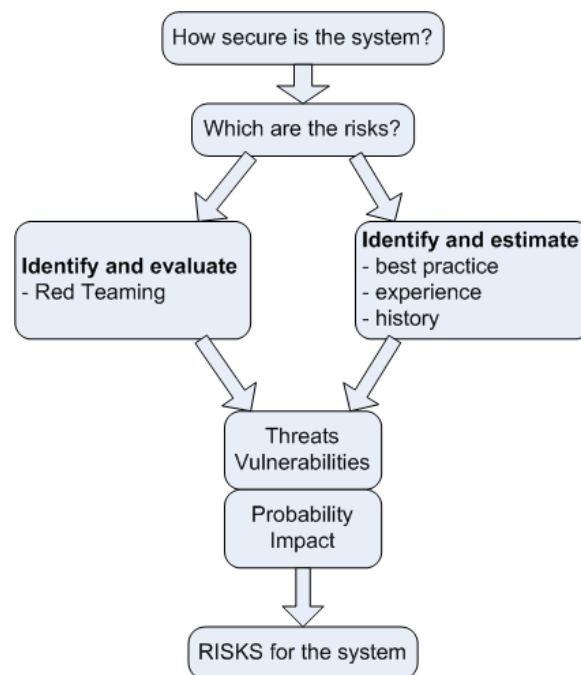 How secure is the system?
Which are the risks?
Identify and evaluate
- Red Teaming
Identify and estimate
- best practice
- experience
- history
Threats
Vulnerabilities
Probability
Impact
RISKS for the system